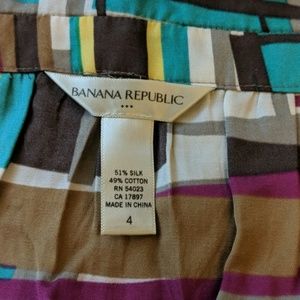 BANANA REPUBLIC
51% SILK
49% COTTON
RN 54023
CA 17897
MADE IN CHINA
4